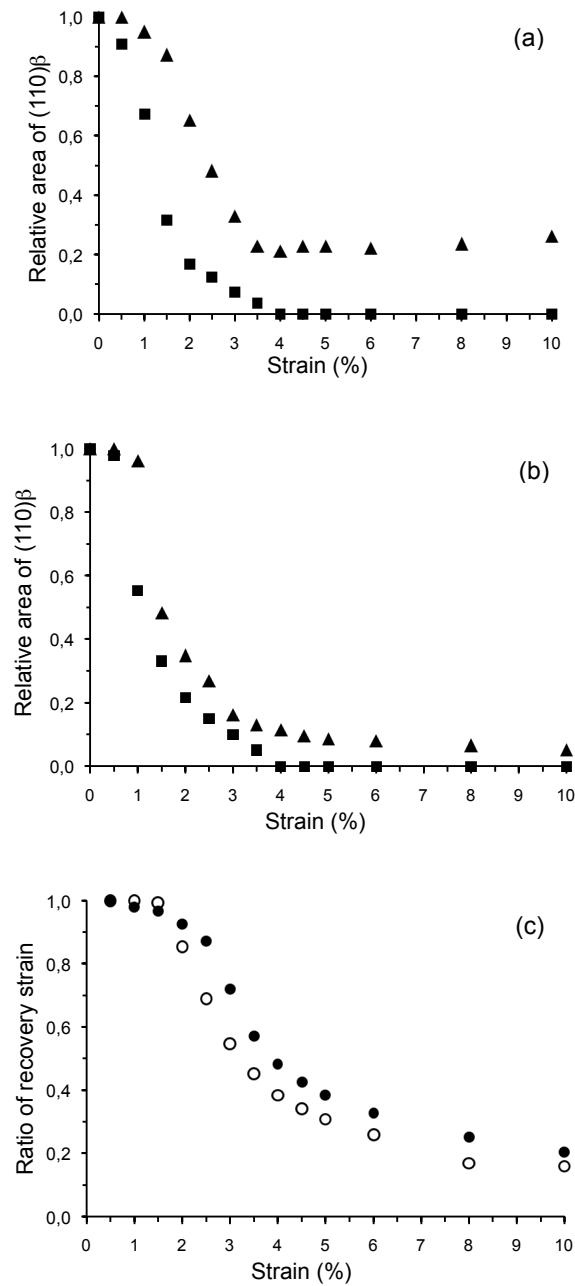 (a)
Relative area of (110)β
1,0
0,8
0,6
0,4
0,2
0,0
0 1 2 3 4 5 6 7 8 9 10
Strain (%)
(b)
Relative area of (110)β
1,0
0,8
0,6
0,4
0,2
0,0
0 1 2 3 4 5 6 7 8 9 10
Strain (%)
(c)
Ratio of recovery strain
1,0
0,8
0,6
0,4
0,2
0,0
0 1 2 3 4 5 6 7 8 9 10
Strain (%)